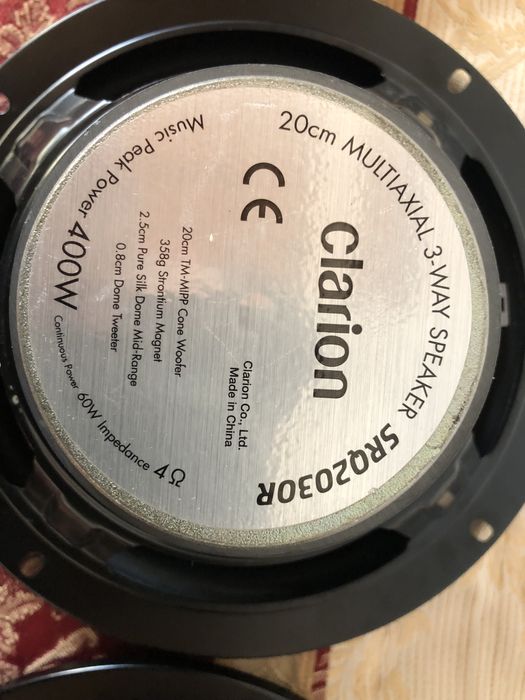 20cm MULTIAXIAL 3-WAY SPEAKER SRQ2030R
CE
Clarion
Clarion Co., Ltd.
Made in China
20cm TM-MIPP Cone Woofer
358g Strontium Magnet
2.5cm Pure Silk Dome Mid-Range
0.8cm Dome Tweeter
Music Peak Power 400W
Continuous Power 60W Impedance 4Ω